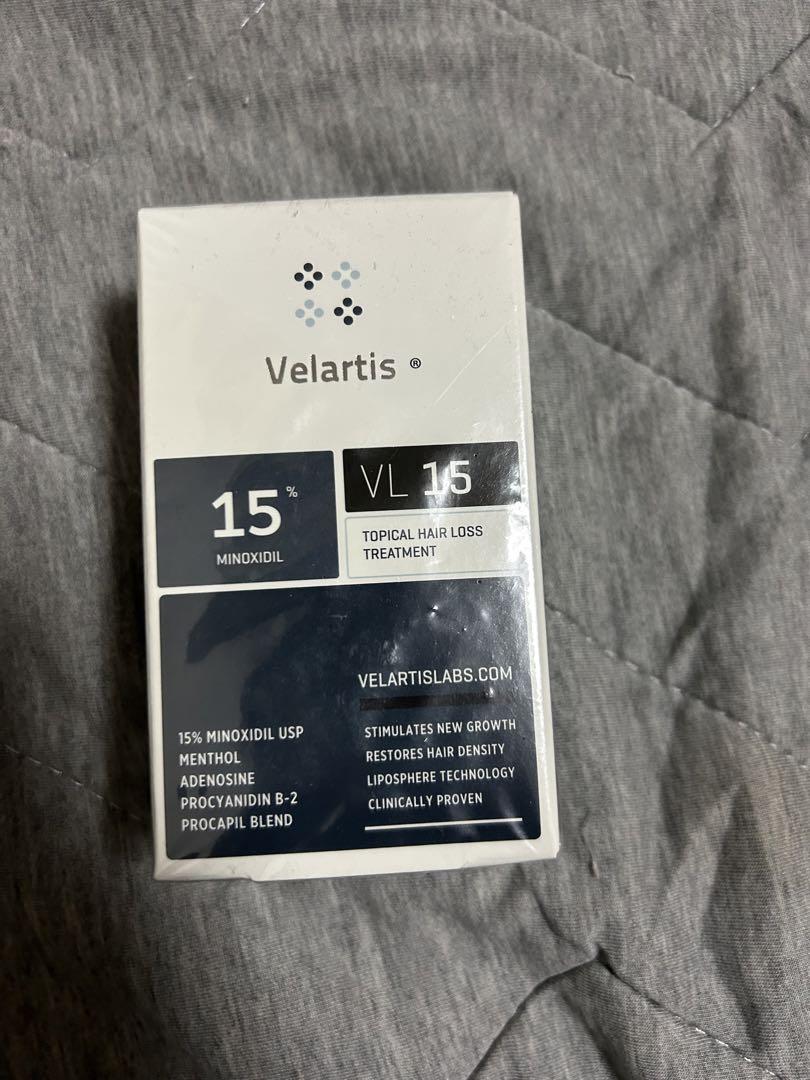 Velartis ®
15%
MINOXIDIL
VL 15
TOPICAL HAIR LOSS
TREATMENT
VELARTISLABS.COM
15% MINOXIDIL USP
MENTHOL
ADENOSINE
PROCYANIDIN B-2
PROCAPIL BLEND
STIMULATES NEW GROWTH
RESTORES HAIR DENSITY
LIPOSPHERE TECHNOLOGY
CLINICALLY PROVEN